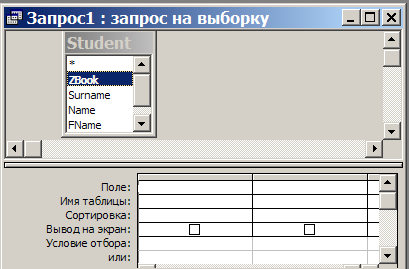 Запрос1 : запрос на выборку
Student
*
ZBook
Surname
Name
FName
Поле:
Имя таблицы:
Сортировка:
Вывод на экран:
Условие отбора:
или: